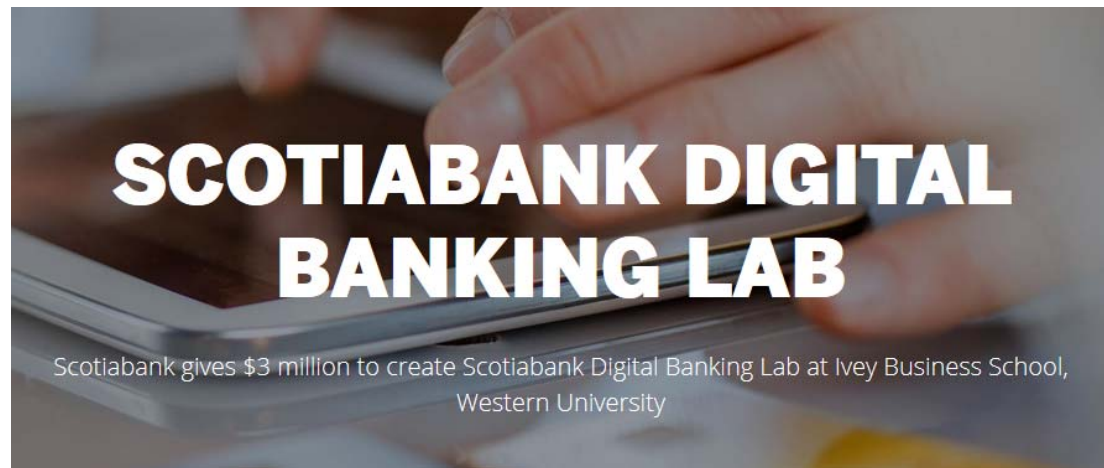 SCOTIABANK DIGITAL
BANKING LAB
Scotiabank gives $3 million to create Scotiabank Digital Banking Lab at Ivey Business School,
Western University